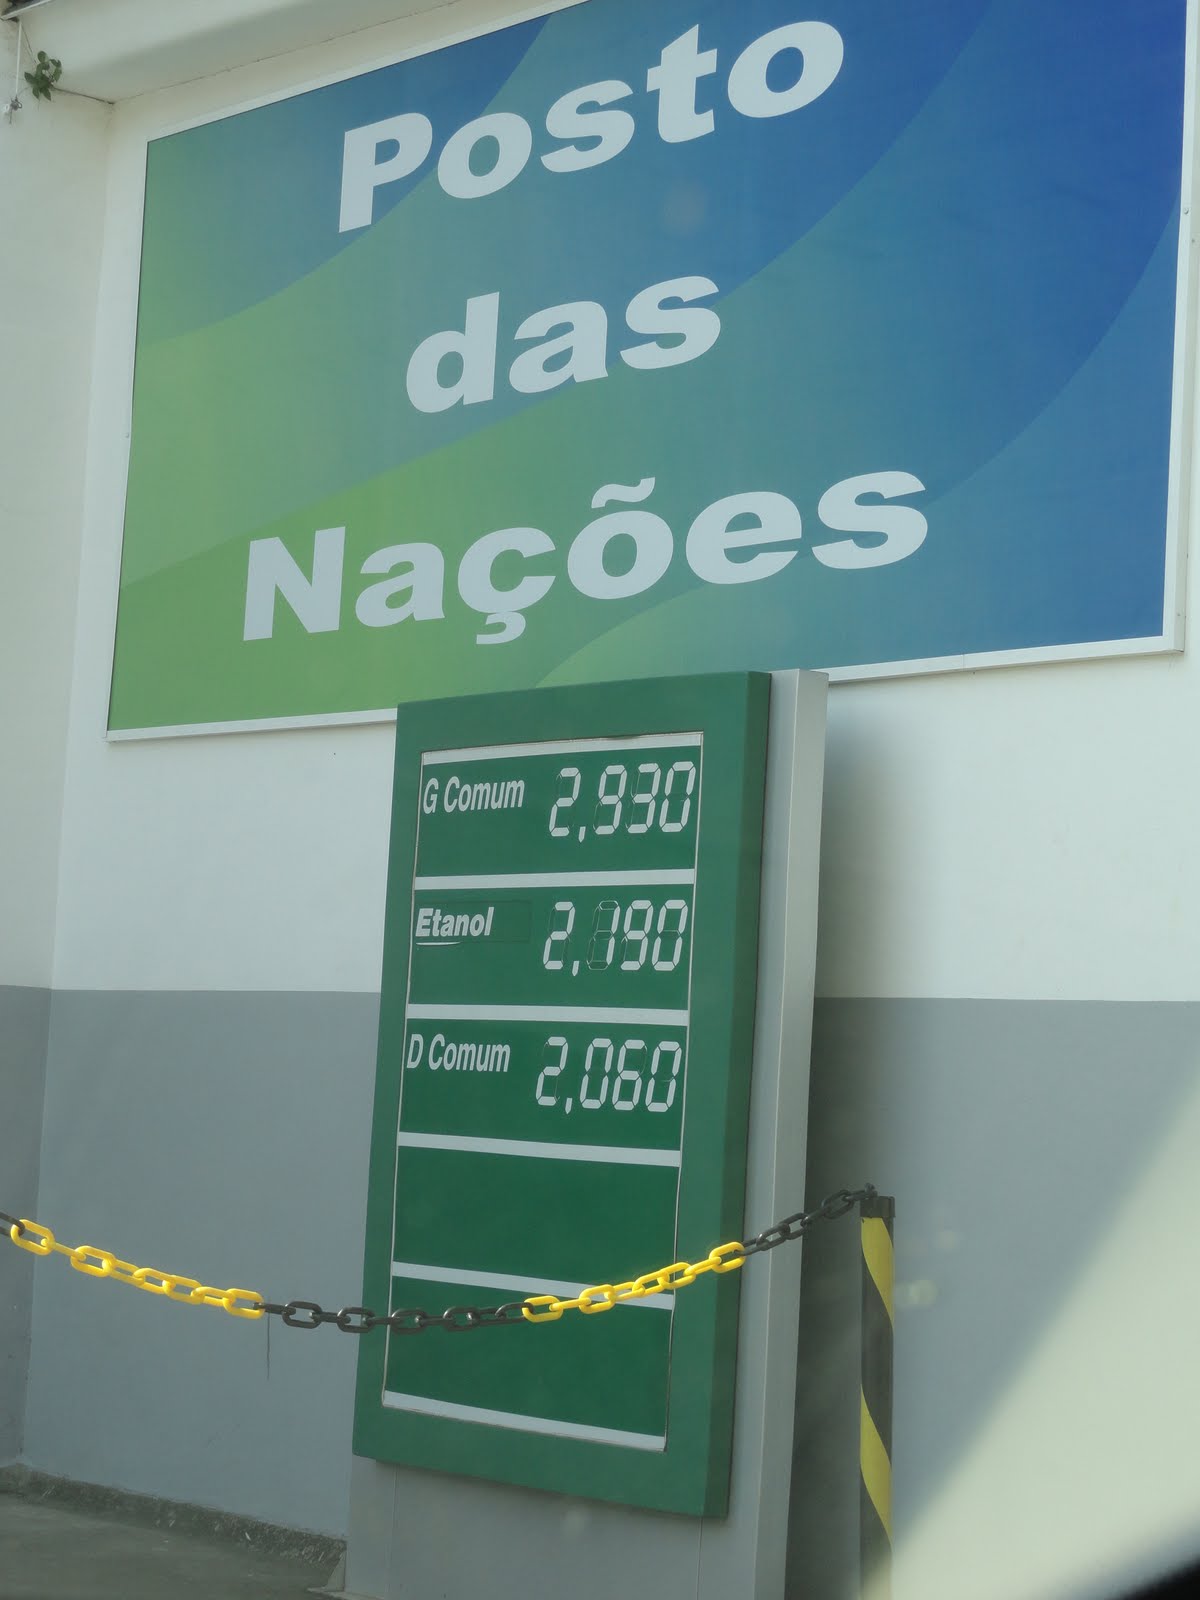 Posto
das
Nações
G Comum 2,930
Etanol 2,190
D Comum 2,060